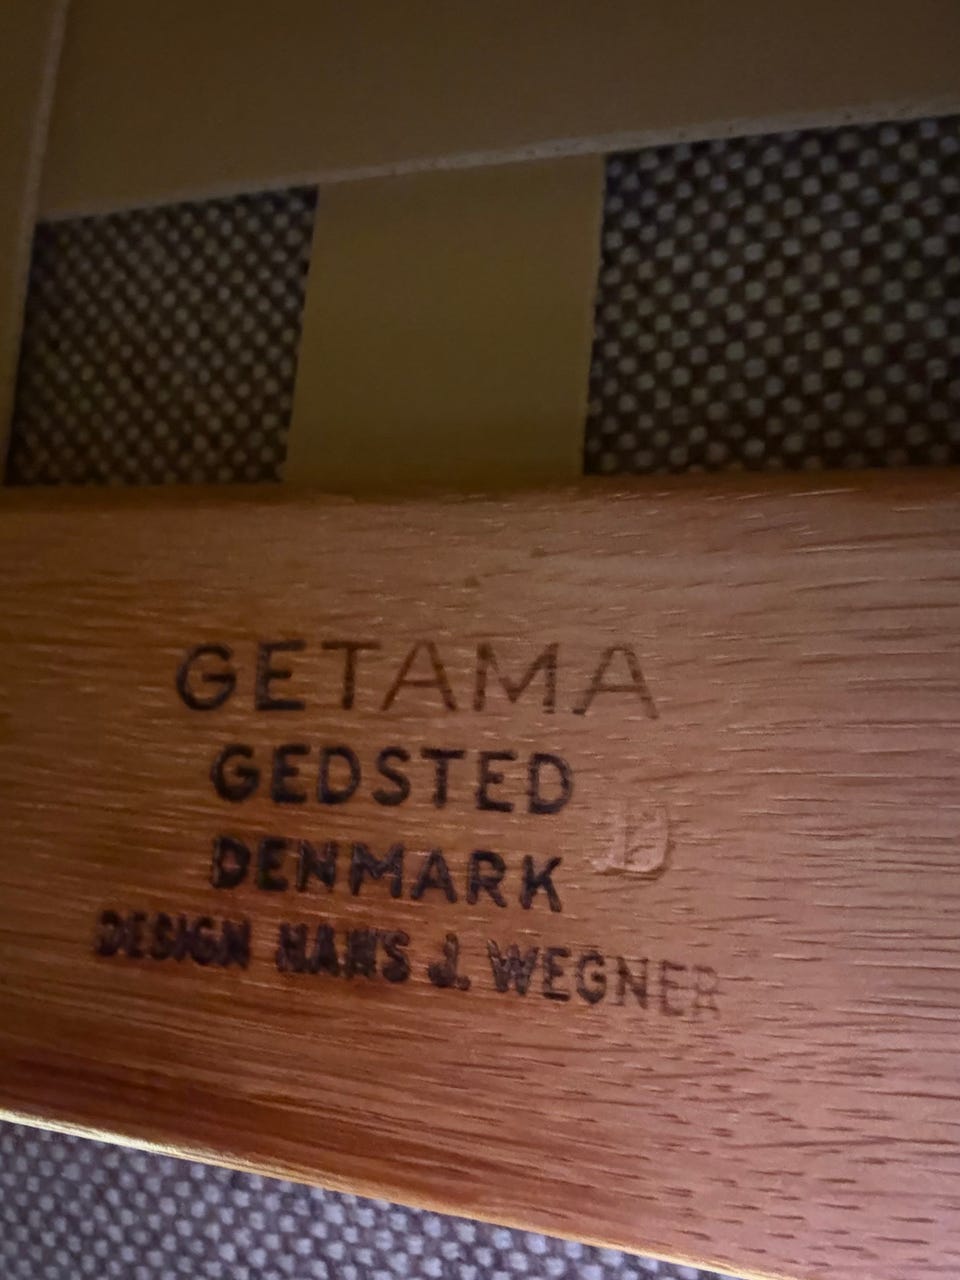 GETAMA
GEDSTED
DENMARK
DESIGN HANS J. WEGNER